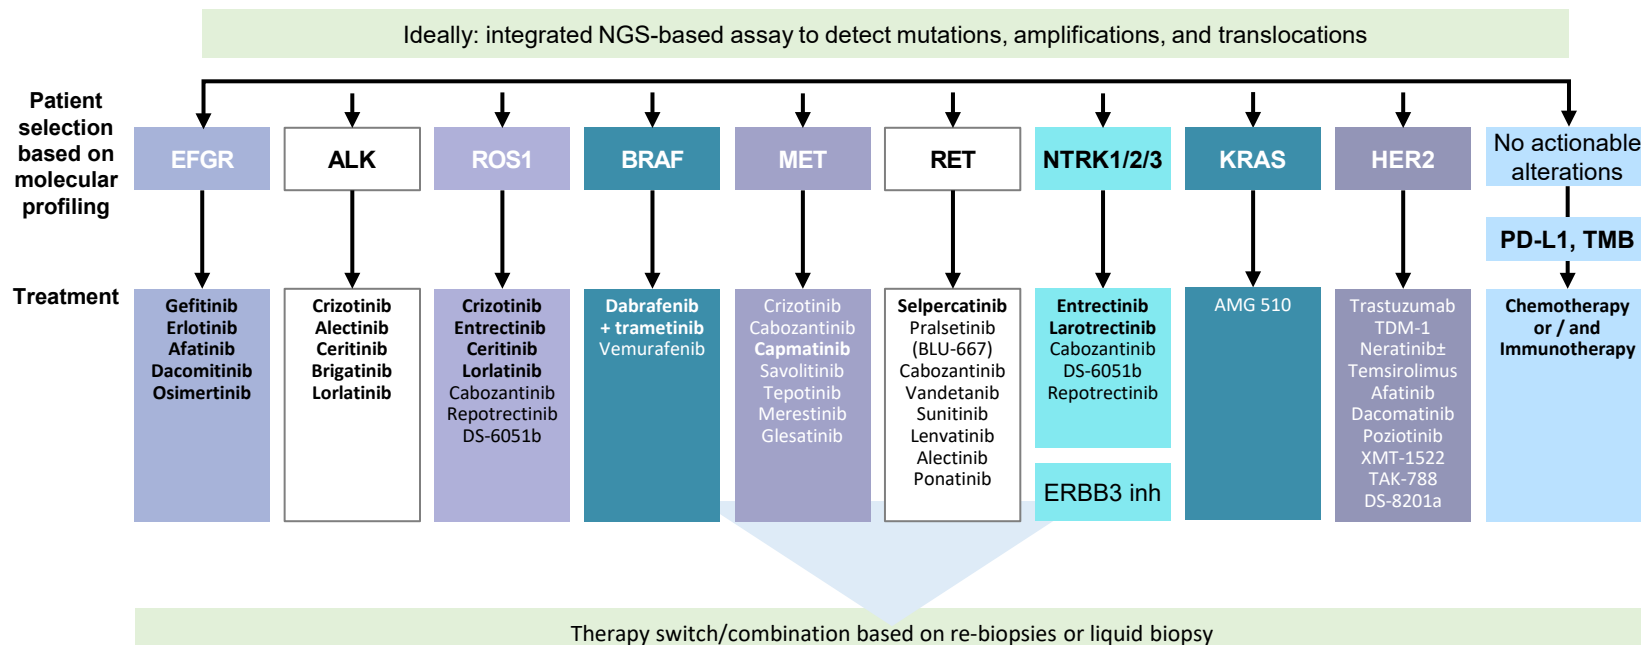 Ideally: integrated NGS-based assay to detect mutations, amplifications, and translocations
Patient
selection
based on
molecular
profiling
EFGR
ALK
ROS1
BRAF
MET
RET
NTRK1/2/3
KRAS
HER2
No actionable
alterations
PD-L1, TMB
Treatment
Gefitinib
Erlotinib
Afatinib
Dacomitinib
Osimertinib
Crizotinib
Alectinib
Ceritinib
Brigatinib
Lorlatinib
Crizotinib
Entrectinib
Ceritinib
Lorlatinib
Cabozantinib
Repotrectinib
DS-6051b
Dabrafenib
+ trametinib
Vemurafenib
Crizotinib
Cabozantinib
Capmatinib
Savolitinib
Tepotinib
Merestinib
Glesatinib
Selpercatinib
Pralsetinib
(BLU-667)
Cabozantinib
Vandetanib
Sunitinib
Lenvatinib
Alectinib
Ponatinib
Entrectinib
Larotrectinib
Cabozantinib
DS-6051b
Repotrectinib
ERBB3 inh
AMG 510
Trastuzumab
TDM-1
Neratinib±
Temsirolimus
Afatinib
Dacomatinib
Poziotinib
XMT-1522
TAK-788
DS-8201a
Chemotherapy
or / and
Immunotherapy
Therapy switch/combination based on re-biopsies or liquid biopsy